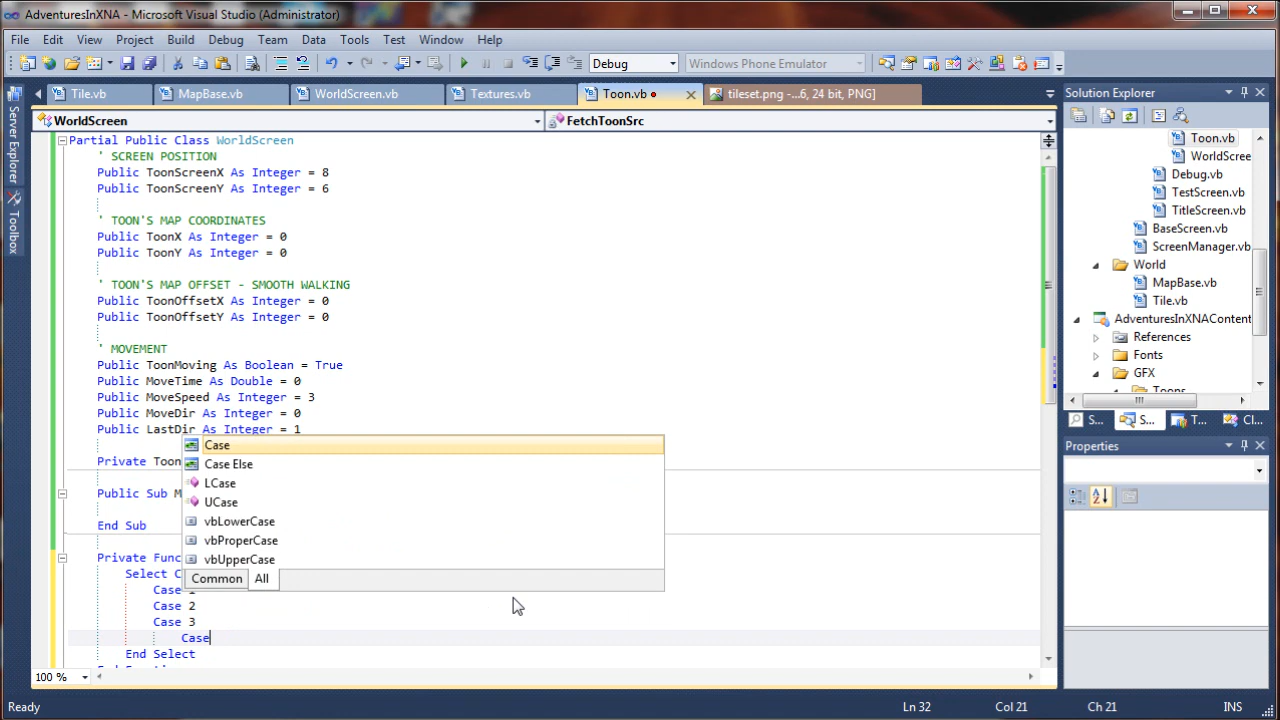 AdventuresInXNA - Microsoft Visual Studio (Administrator)
File Edit View Project Build Debug Team Data Tools Test Window Help
Debug Windows Phone Emulator
Tile.vb MapBase.vb WorldScreen.vb Textures.vb Toon.vb tileset.png -...6, 24 bit, PNG]
WorldScreen FetchToonSrc
Server Explorer
Toolbox
Partial Public Class WorldScreen
' SCREEN POSITION
Public ToonScreenX As Integer = 8
Public ToonScreenY As Integer = 6
' TOON'S MAP COORDINATES
Public ToonX As Integer = 0
Public ToonY As Integer = 0
' TOON'S MAP OFFSET - SMOOTH WALKING
Public ToonOffsetX As Integer = 0
Public ToonOffsetY As Integer = 0
' MOVEMENT
Public ToonMoving As Boolean = True
Public MoveTime As Double = 0
Public MoveSpeed As Integer = 3
Public MoveDir As Integer = 0
Public LastDir As Integer = 1
Private Toon
Public Sub M
End Sub
Private Func
Select C
Case 1
Case 2
Case 3
Case
End Select
Case
Case Else
LCase
UCase
vbLowerCase
vbProperCase
vbUpperCase
Common All
100 %
Solution Explorer
Toon.vb
WorldScree
Debug.vb
TestScreen.vb
TitleScreen.vb
BaseScreen.vb
ScreenManager.vb
World
MapBase.vb
Tile.vb
AdventuresInXNAContent
References
Fonts
GFX
Toons
S... S... T... Cl...
Properties
Ready Ln 32 Col 21 Ch 21 INS